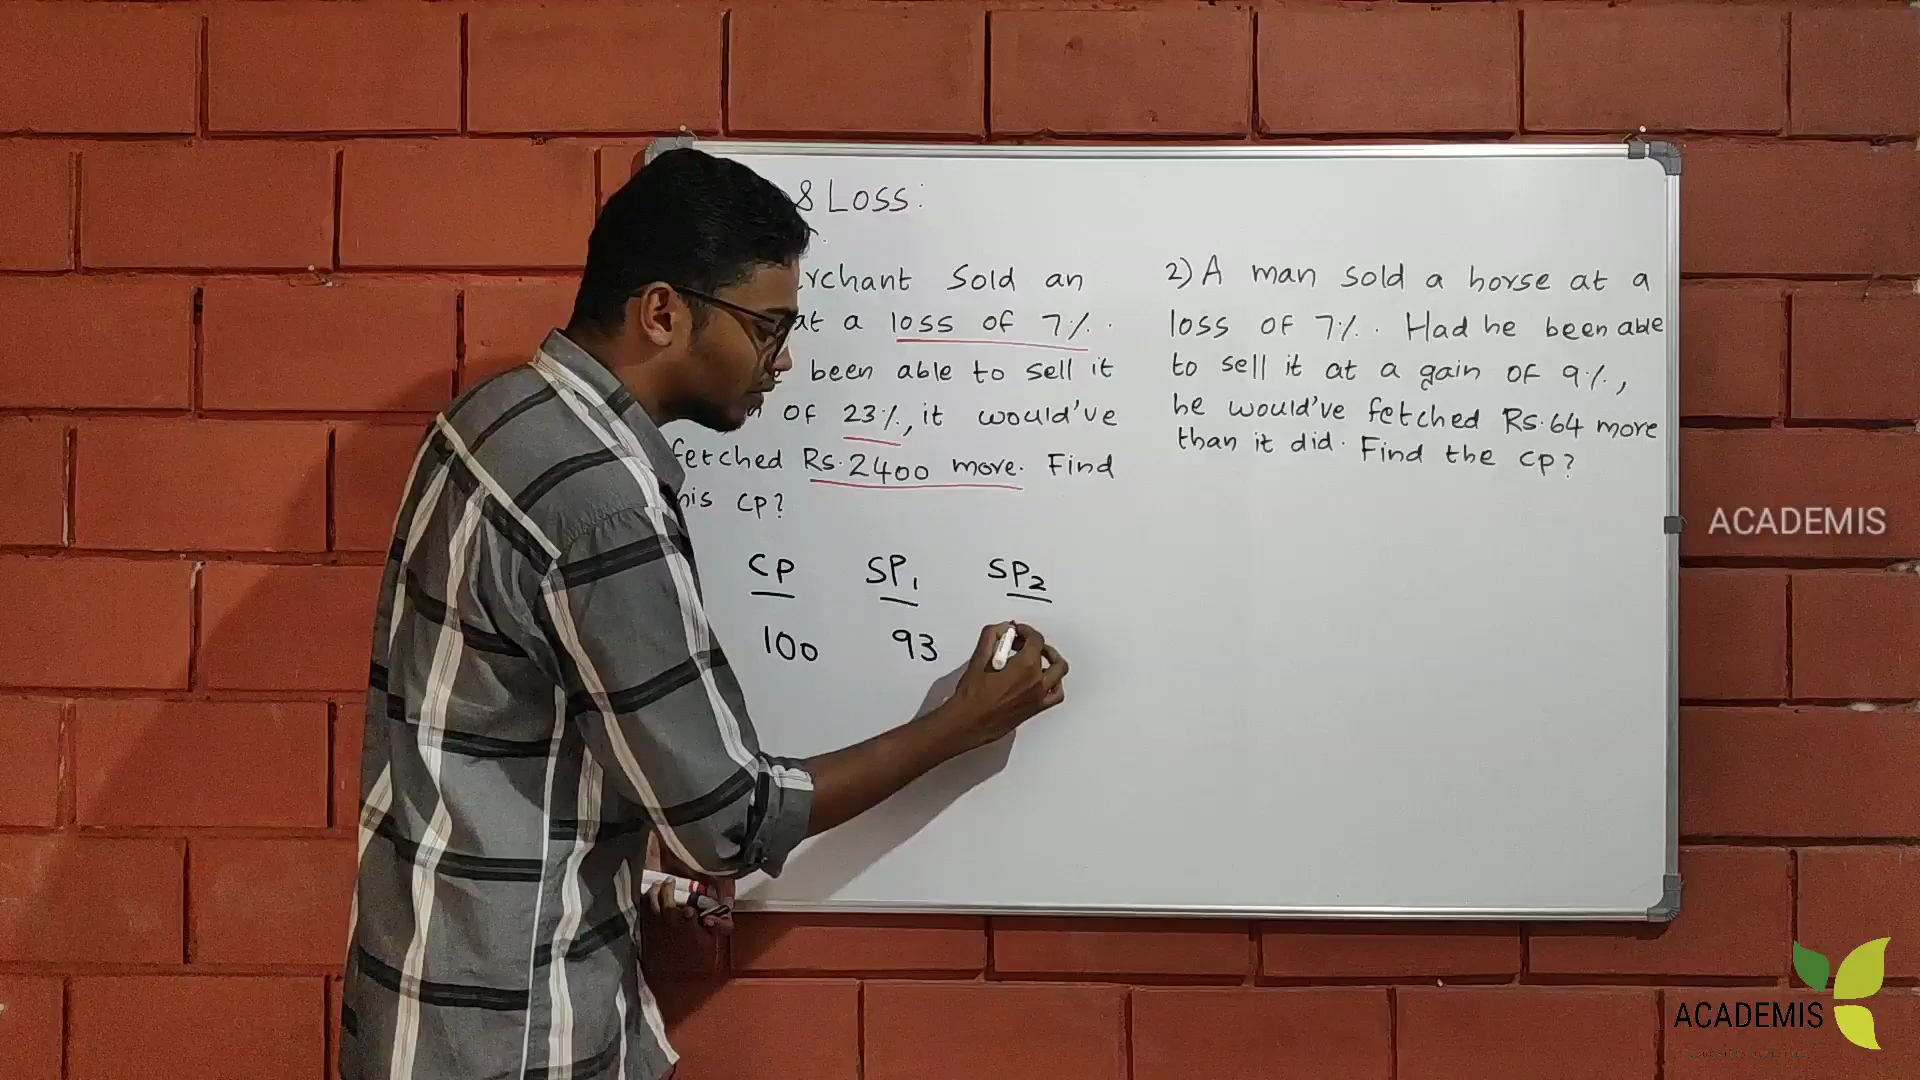 & Loss:
sold an
at a loss of 7%.
been able to sell it
of 23%, it would've
fetched Rs.2400 more. Find
his CP?
CP SP1 SP2
100 93
2) A man sold a horse at a
loss of 7%. Had he been able
to sell it at a gain of 9%,
he would've fetched Rs.64 more
than it did. Find the CP?
ACADEMIS
ACADEMIS